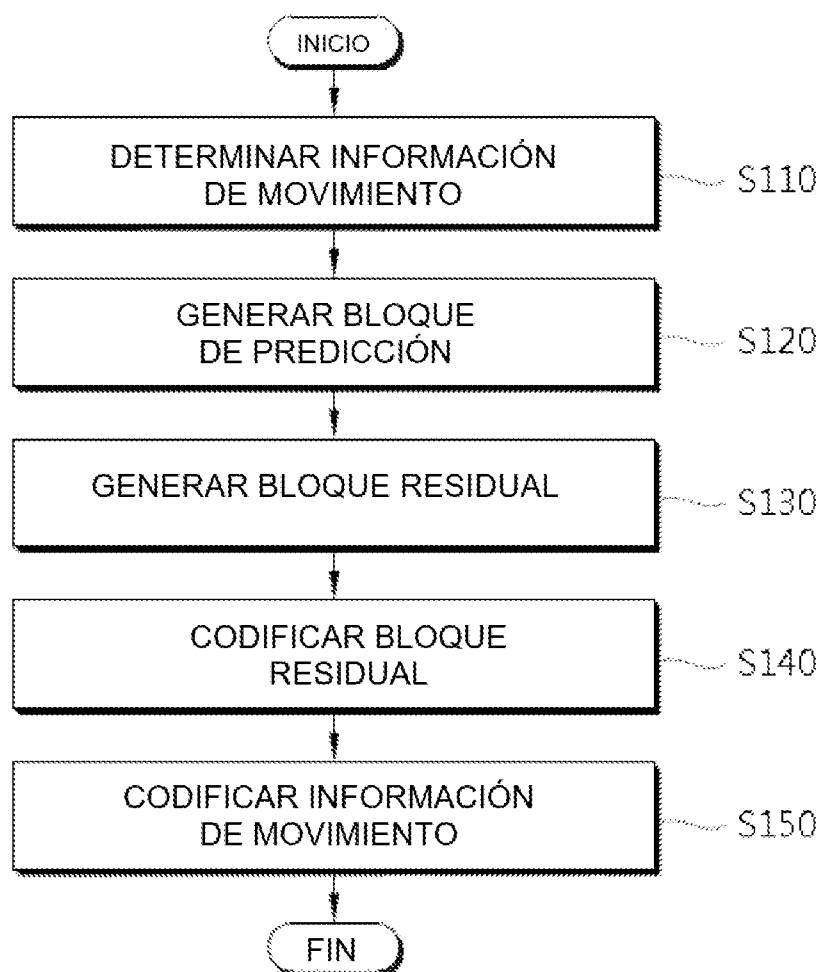 INICIO
DETERMINAR INFORMACIÓN
DE MOVIMIENTO
S110
GENERAR BLOQUE
DE PREDICCIÓN
S120
GENERAR BLOQUE RESIDUAL
S130
CODIFICAR BLOQUE
RESIDUAL
S140
CODIFICAR INFORMACIÓN
DE MOVIMIENTO
S150
FIN